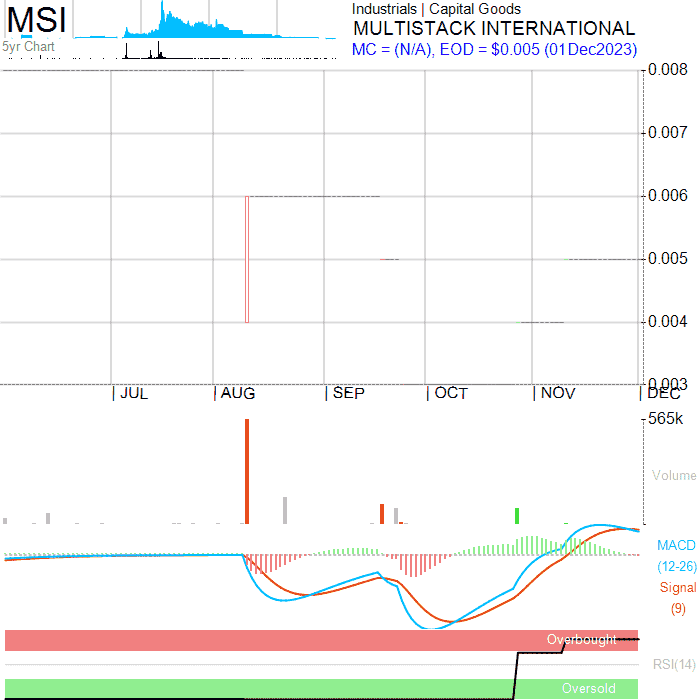 MSI
5yr Chart
Industrials | Capital Goods
MULTISTACK INTERNATIONAL
MC = (N/A), EOD = $0.005 (01Dec2023)
0.008
0.007
0.006
0.005
0.004
0.003
| JUL | AUG | SEP | OCT | NOV | DEC
565k
Volume
MACD
(12-26)
Signal
(9)
Overbought
RSI(14)
Oversold